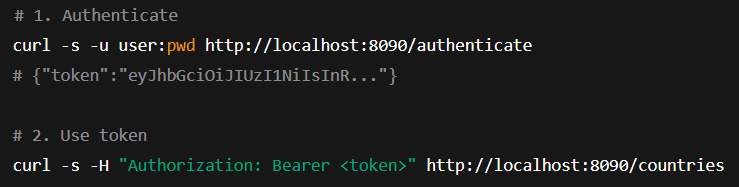 # 1. Authenticate
curl -s -u user:pwd http://localhost:8090/authenticate
# {"token":"eyJhbGciOiJIUzI1NiIsInR..."}
# 2. Use token
curl -s -H "Authorization: Bearer <token>" http://localhost:8090/countries